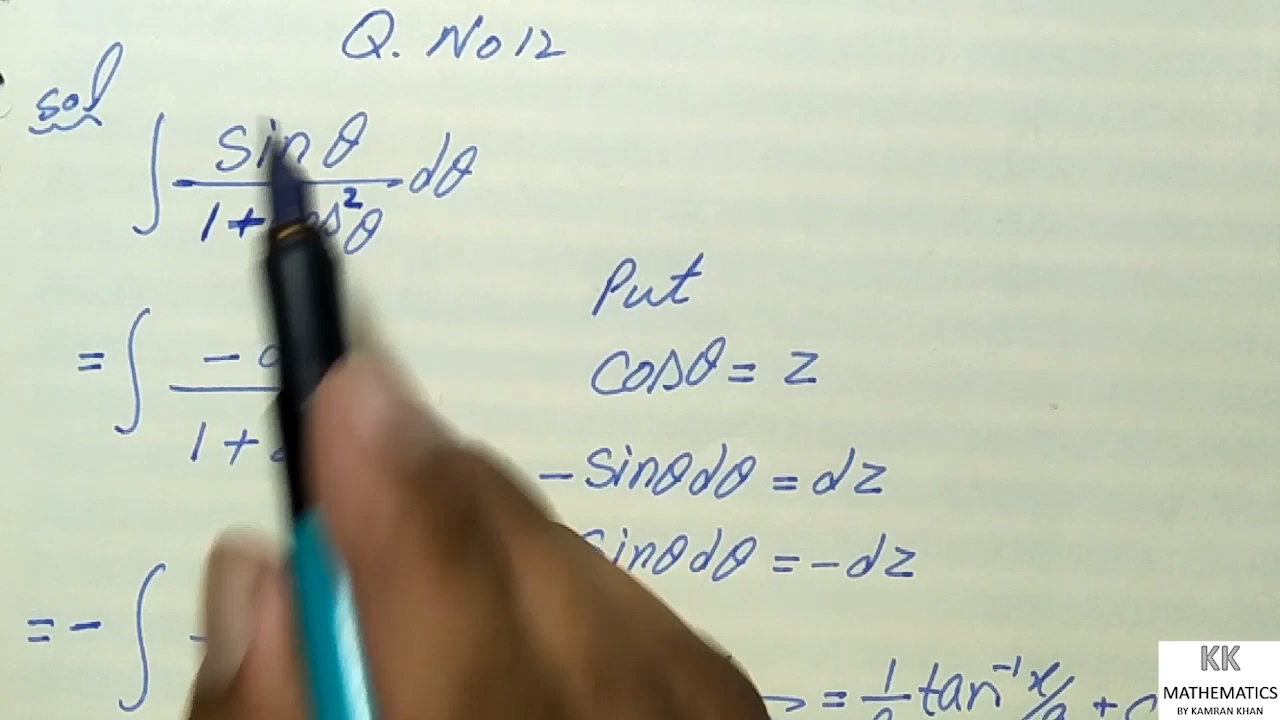 Q. No 12
sol
∫ sin θ / 1 + cos²θ dθ
Put
= ∫ - / 1 +
cosθ = z
- sinθdθ = dz
sinθdθ = - dz
= - ∫
= 1/ tan⁻¹ x/ +
KK
MATHEMATICS
BY KAMRAN KHAN